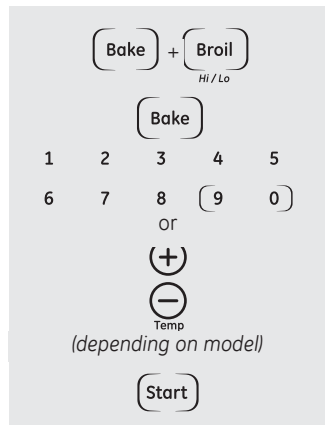 Bake + Broil
Hi / Lo
Bake
1 2 3 4 5
6 7 8 9 0
or
+
−
Temp
(depending on model)
Start